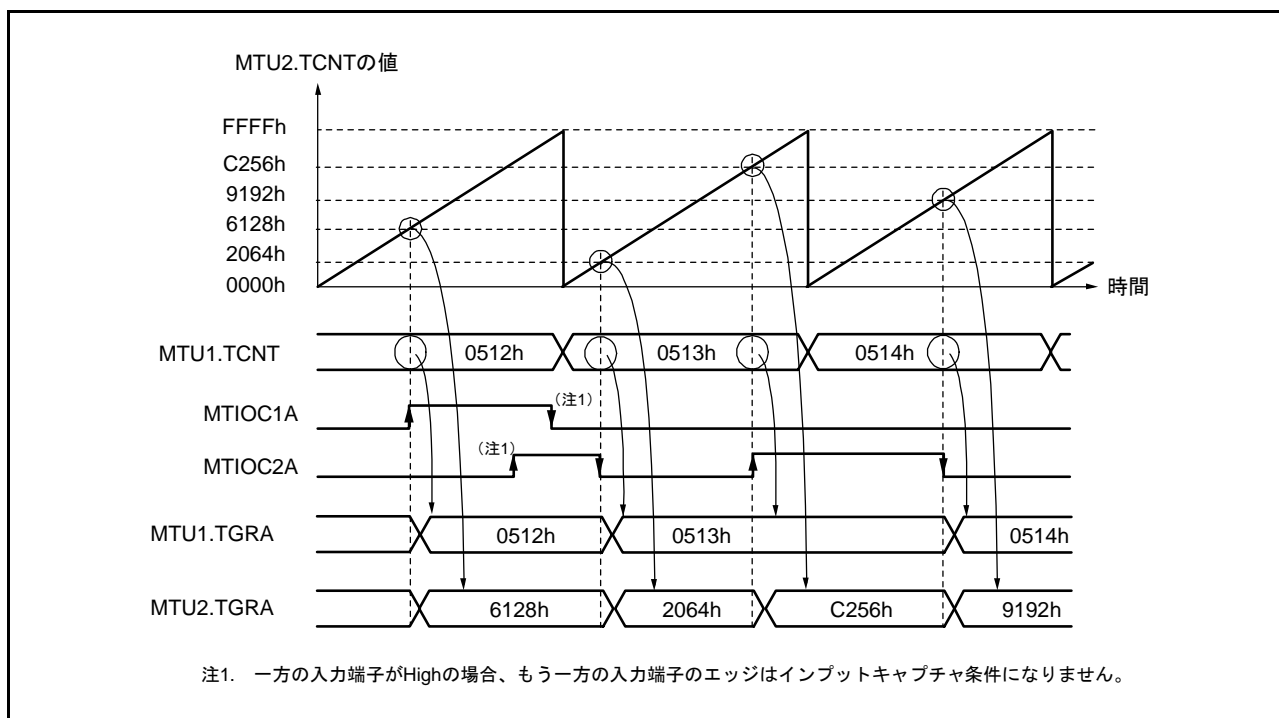 MTU2.TCNTの値
FFFFh
C256h
9192h
6128h
2064h
0000h
時間
MTU1.TCNT
0512h
0513h
0514h
MTIOC1A
(注1)
MTIOC2A
(注1)
MTU1.TGRA
0512h
0513h
0514h
MTU2.TGRA
6128h
2064h
C256h
9192h
注1. 一方の入力端子がHighの場合、もう一方の入力端子のエッジはインプットキャプチャ条件になりません。